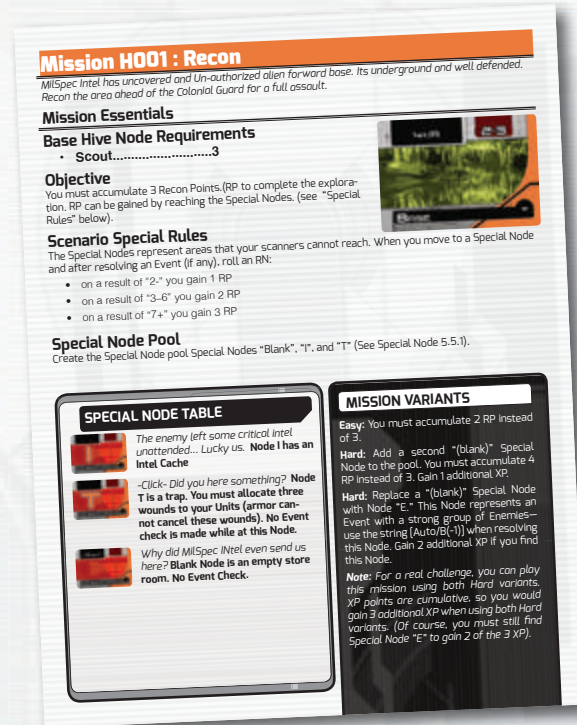 Mission H001 : Recon
MilSpec Intel has uncovered and Un-authorized alien forward base. Its underground and well defended.
Recon the area ahead of the Colonial Guard for a full assault.
Mission Essentials
Base Hive Node Requirements
• Scout...........................3
Objective
You must accumulate 3 Recon Points.(RP to complete the explora-
tion. RP can be gained by reaching the Special Nodes. (see "Special
Rules" below).
Base
Scenario Special Rules
The Special Nodes represent areas that your scanners cannot reach. When you move to a Special Node
and after resolving an Event (if any), roll an RN:
• on a result of "2-" you gain 1 RP
• on a result of "3–6" you gain 2 RP
• on a result of "7+" you gain 3 RP
Special Node Pool
Create the Special Node pool Special Nodes "Blank", "I", and "T" (See Special Node 5.5.1).
SPECIAL NODE TABLE
The enemy left some critical intel
unattended... Lucky us. Node I has an
Intel Cache
-Click- Did you here something? Node
T is a trap. You must allocate three
wounds to your Units (armor can-
not cancel these wounds). No Event
check is made while at this Node.
Why did MilSpec INtel even send us
here? Blank Node is an empty store
room. No Event Check.
MISSION VARIANTS
Easy: You must accumulate 2 RP instead
of 3.
Hard: Add a second "(blank)" Special
Node to the pool. You must accumulate 4
RP instead of 3. Gain 1 additional XP.
Hard: Replace a "(blank)" Special Node
with Node "E." This Node represents an
Event with a strong group of Enemies—
use the string [Auto/B(-1)] when resolving
this Node. Gain 2 additional XP if you find
this Node.
Note: For a real challenge, you can play
this mission using both Hard variants.
XP points are cumulative, so you would
gain 3 additional XP when using both Hard
variants. (Of course, you must still find
Special Node "E" to gain 2 of the 3 XP).